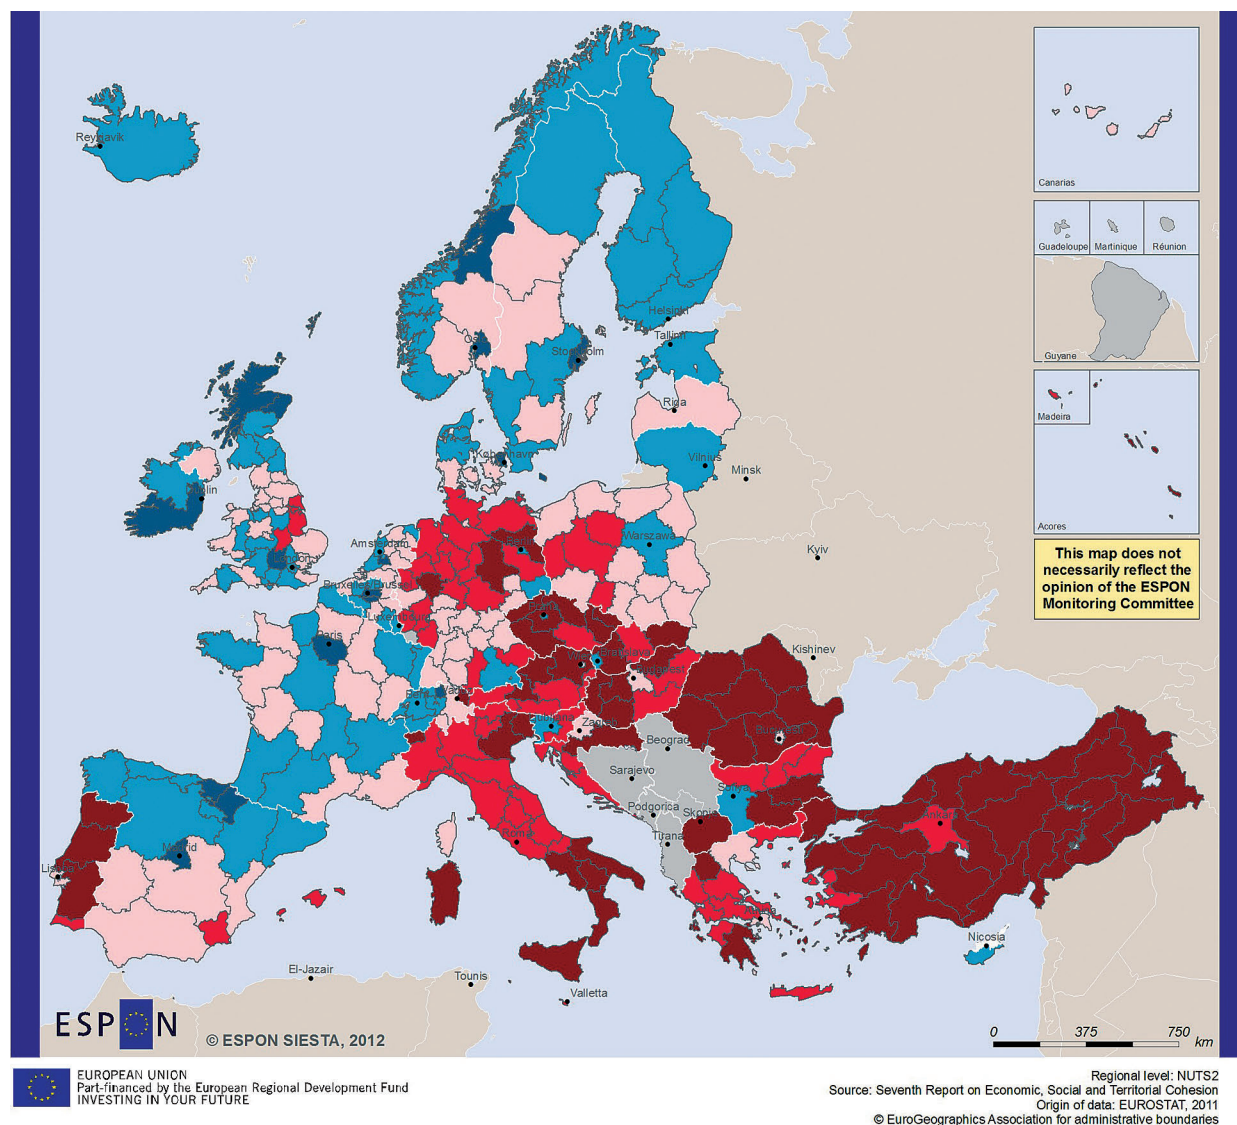 Reykjavik
Canarias
Guadeloupe
Martinique
Réunion
Guyane
Madeira
Acores
This map does not
necessarily reflect the
opinion of the ESPON
Monitoring Committee
Helsinki
Tallinn
Oslo
Stockholm
Riga
København
Vilnius
Minsk
Dublin
Amsterdam
Berlin
Warszawa
London
Kyiv
Bruxelles/Brussel
Luxembourg
Praha
Paris
Kishinev
Wien
Bratislava
Budapest
Bern
Vaduz
Ljubljana
Zagreb
Bucuresti
Beograd
Sarajevo
Sofiya
Podgorica
Skopje
Tirana
Ankara
Roma
Madrid
Lisboa
Athina
Nicosia
El-Jazair
Tounis
Valletta
ESPON
© ESPON SIESTA, 2012
0 375 750
km
EUROPEAN UNION
Part-financed by the European Regional Development Fund
INVESTING IN YOUR FUTURE
Regional level: NUTS2
Source: Seventh Report on Economic, Social and Territorial Cohesion
Origin of data: EUROSTAT, 2011
© EuroGeographics Association for administrative boundaries